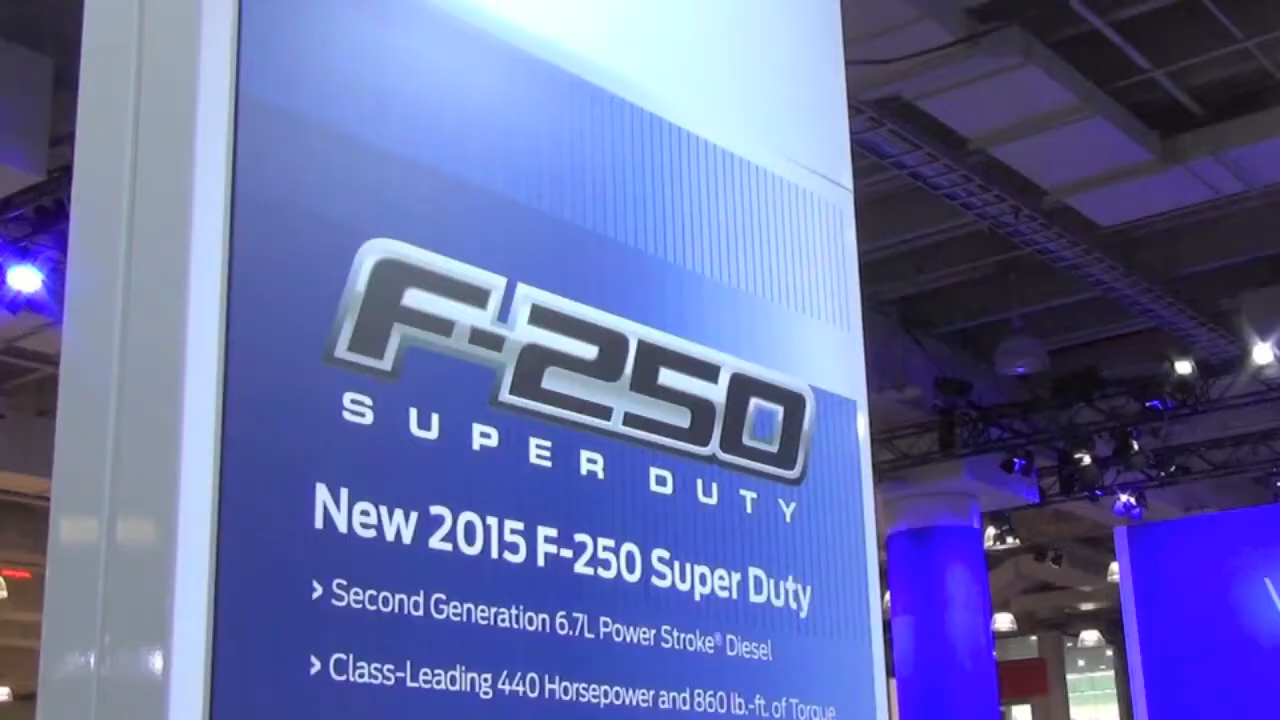 F-250
SUPER DUTY
New 2015 F-250 Super Duty
> Second Generation 6.7L Power Stroke® Diesel
> Class-Leading 440 Horsepower and 860 lb.-ft. of Torque